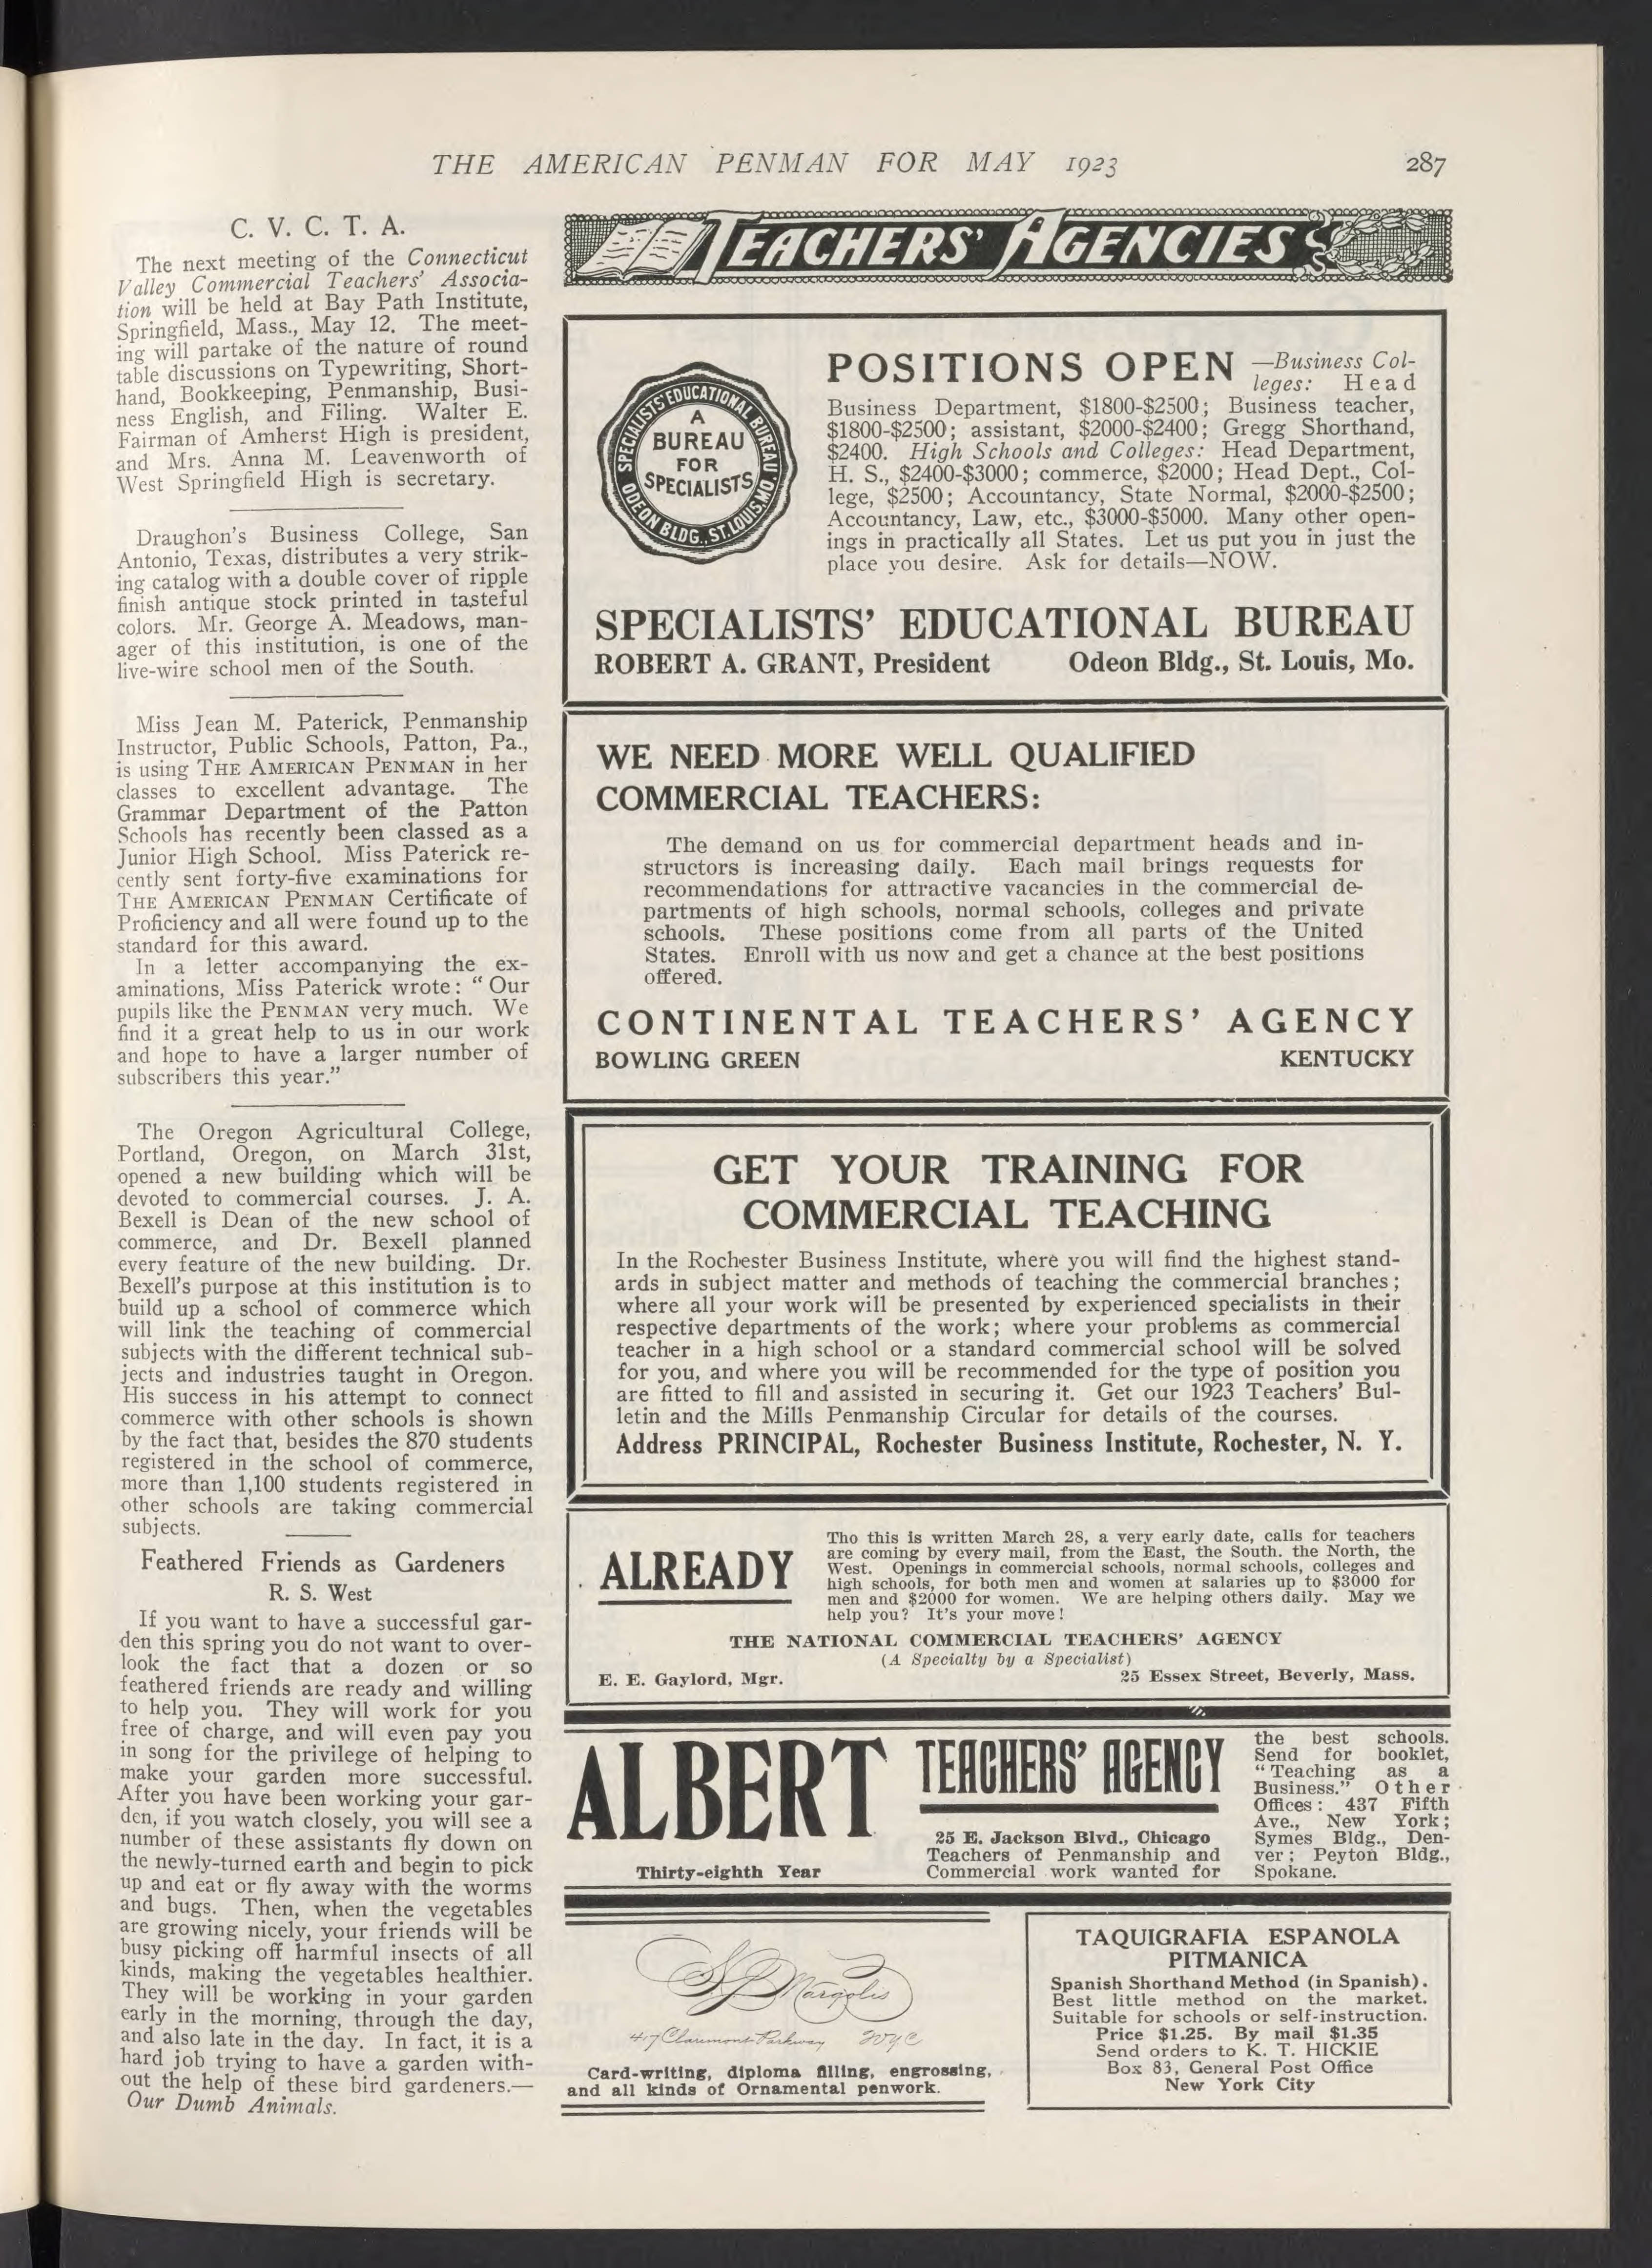 THE AMERICAN PENMAN FOR MAY 1923
287
C. V. C. T. A.
The next meeting of the Connecticut
Valley Commercial Teachers' Associa-
tion will be held at Bay Path Institute,
Springfield, Mass., May 12. The meet-
ing will partake of the nature of round
table discussions on Typewriting, Short-
hand, Bookkeeping, Penmanship, Busi-
ness English, and Filing. Walter E.
Fairman of Amherst High is president,
and Mrs. Anna M. Leavenworth of
West Springfield High is secretary.
Draughon's Business College, San
Antonio, Texas, distributes a very strik-
ing catalog with a double cover of ripple
finish antique stock printed in tasteful
colors. Mr. George A. Meadows, man-
ager of this institution, is one of the
live-wire school men of the South.
Miss Jean M. Paterick, Penmanship
Instructor, Public Schools, Patton, Pa.,
is using THE AMERICAN PENMAN in her
classes to excellent advantage. The
Grammar Department of the Patton
Schools has recently been classed as a
Junior High School. Miss Paterick re-
cently sent forty-five examinations for
THE AMERICAN PENMAN Certificate of
Proficiency and all were found up to the
standard for this award.
In a letter accompanying the ex-
aminations, Miss Paterick wrote: "Our
pupils like the PENMAN very much. We
find it a great help to us in our work
and hope to have a larger number of
subscribers this year."
The Oregon Agricultural College,
Portland, Oregon, on March 31st,
opened a new building which will be
devoted to commercial courses. J. A.
Bexell is Dean of the new school of
commerce, and Dr. Bexell planned
every feature of the new building. Dr.
Bexell's purpose at this institution is to
build up a school of commerce which
will link the teaching of commercial
subjects with the different technical sub-
jects and industries taught in Oregon.
His success in his attempt to connect
commerce with other schools is shown
by the fact that, besides the 870 students
registered in the school of commerce,
more than 1,100 students registered in
other schools are taking commercial
subjects.
Feathered Friends as Gardeners
R. S. West
If you want to have a successful gar-
den this spring you do not want to over-
look the fact that a dozen or so
feathered friends are ready and willing
to help you. They will work for you
free of charge, and will even pay you
in song for the privilege of helping to
make your garden more successful.
After you have been working your gar-
den, if you watch closely, you will see a
number of these assistants fly down on
the newly-turned earth and begin to pick
up and eat or fly away with the worms
and bugs. Then, when the vegetables
are growing nicely, your friends will be
busy picking off harmful insects of all
kinds, making the vegetables healthier.
They will be working in your garden
early in the morning, through the day,
and also late in the day. In fact, it is a
hard job trying to have a garden with-
out the help of these bird gardeners.—
Our Dumb Animals.
TEACHERS' AGENCIES
SPECIALISTS' EDUCATIONAL BUREAU
ODEON BLDG., ST. LOUIS, MO.
A
BUREAU
FOR
SPECIALISTS
POSITIONS OPEN —Business Col-
leges: Head
Business Department, $1800-$2500; Business teacher,
$1800-$2500; assistant, $2000-$2400; Gregg Shorthand,
$2400. High Schools and Colleges: Head Department,
H. S., $2400-$3000; commerce, $2000; Head Dept., Col-
lege, $2500; Accountancy, State Normal, $2000-$2500;
Accountancy, Law, etc., $3000-$5000. Many other open-
ings in practically all States. Let us put you in just the
place you desire. Ask for details—NOW.
SPECIALISTS' EDUCATIONAL BUREAU
ROBERT A. GRANT, President Odeon Bldg., St. Louis, Mo.
WE NEED MORE WELL QUALIFIED
COMMERCIAL TEACHERS:
The demand on us for commercial department heads and in-
structors is increasing daily. Each mail brings requests for
recommendations for attractive vacancies in the commercial de-
partments of high schools, normal schools, colleges and private
schools. These positions come from all parts of the United
States. Enroll with us now and get a chance at the best positions
offered.
CONTINENTAL TEACHERS' AGENCY
BOWLING GREEN KENTUCKY
GET YOUR TRAINING FOR
COMMERCIAL TEACHING
In the Rochester Business Institute, where you will find the highest stand-
ards in subject matter and methods of teaching the commercial branches;
where all your work will be presented by experienced specialists in their
respective departments of the work; where your problems as commercial
teacher in a high school or a standard commercial school will be solved
for you, and where you will be recommended for the type of position you
are fitted to fill and assisted in securing it. Get our 1923 Teachers' Bul-
letin and the Mills Penmanship Circular for details of the courses.
Address PRINCIPAL, Rochester Business Institute, Rochester, N. Y.
ALREADY
Tho this is written March 28, a very early date, calls for teachers
are coming by every mail, from the East, the South. the North, the
West. Openings in commercial schools, normal schools, colleges and
high schools, for both men and women at salaries up to $3000 for
men and $2000 for women. We are helping others daily. May we
help you? It's your move!
THE NATIONAL COMMERCIAL TEACHERS' AGENCY
(A Specialty by a Specialist)
E. E. Gaylord, Mgr. 25 Essex Street, Beverly, Mass.
ALBERT
Thirty-eighth Year
TEACHERS' AGENCY
25 E. Jackson Blvd., Chicago
Teachers of Penmanship and
Commercial work wanted for
the best schools.
Send for booklet,
"Teaching as a
Business." Other
Offices: 437 Fifth
Ave., New York;
Symes Bldg., Den-
ver; Peyton Bldg.,
Spokane.
S. D. Margolis
417 Claremont Parkway NYC
Card-writing, diploma filling, engrossing,
and all kinds of Ornamental penwork.
TAQUIGRAFIA ESPANOLA
PITMANICA
Spanish Shorthand Method (in Spanish).
Best little method on the market.
Suitable for schools or self-instruction.
Price $1.25. By mail $1.35
Send orders to K. T. HICKIE
Box 83, General Post Office
New York City